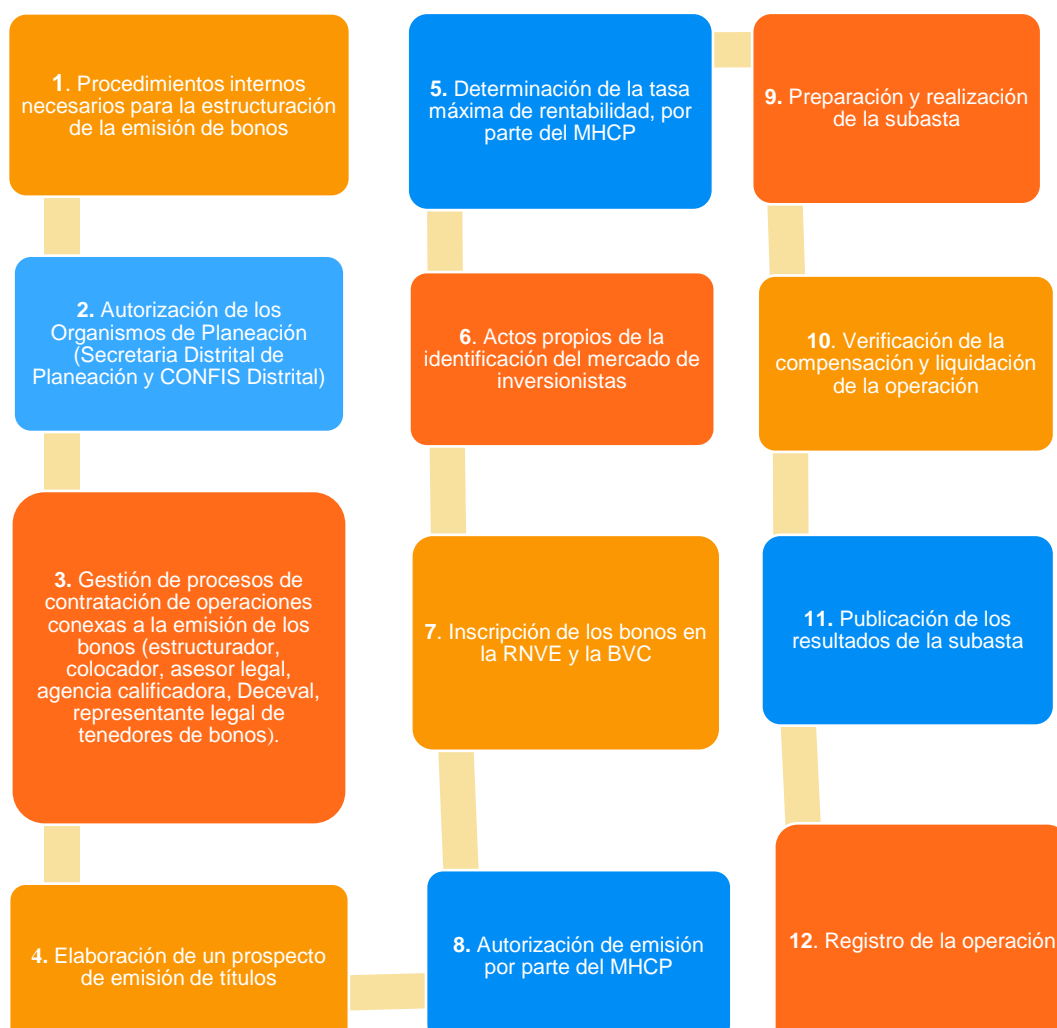 1. Procedimientos internos
necesarios para la estructuración
de la emisión de bonos
2. Autorización de los
Organismos de Planeación
(Secretaria Distrital de
Planeación y CONFIS Distrital)
3. Gestión de procesos de
contratación de operaciones
conexas a la emisión de los
bonos (estructurador,
colocador, asesor legal,
agencia calificadora, Deceval,
representante legal de
tenedores de bonos).
4. Elaboración de un prospecto
de emisión de títulos
5. Determinación de la tasa
máxima de rentabilidad, por
parte del MHCP
6. Actos propios de la
identificación del mercado de
inversionistas
7. Inscripción de los bonos en
la RNVE y la BVC
8. Autorización de emisión
por parte del MHCP
9. Preparación y realización
de la subasta
10. Verificación de la
compensación y liquidación
de la operación
11. Publicación de los
resultados de la subasta
12. Registro de la operación